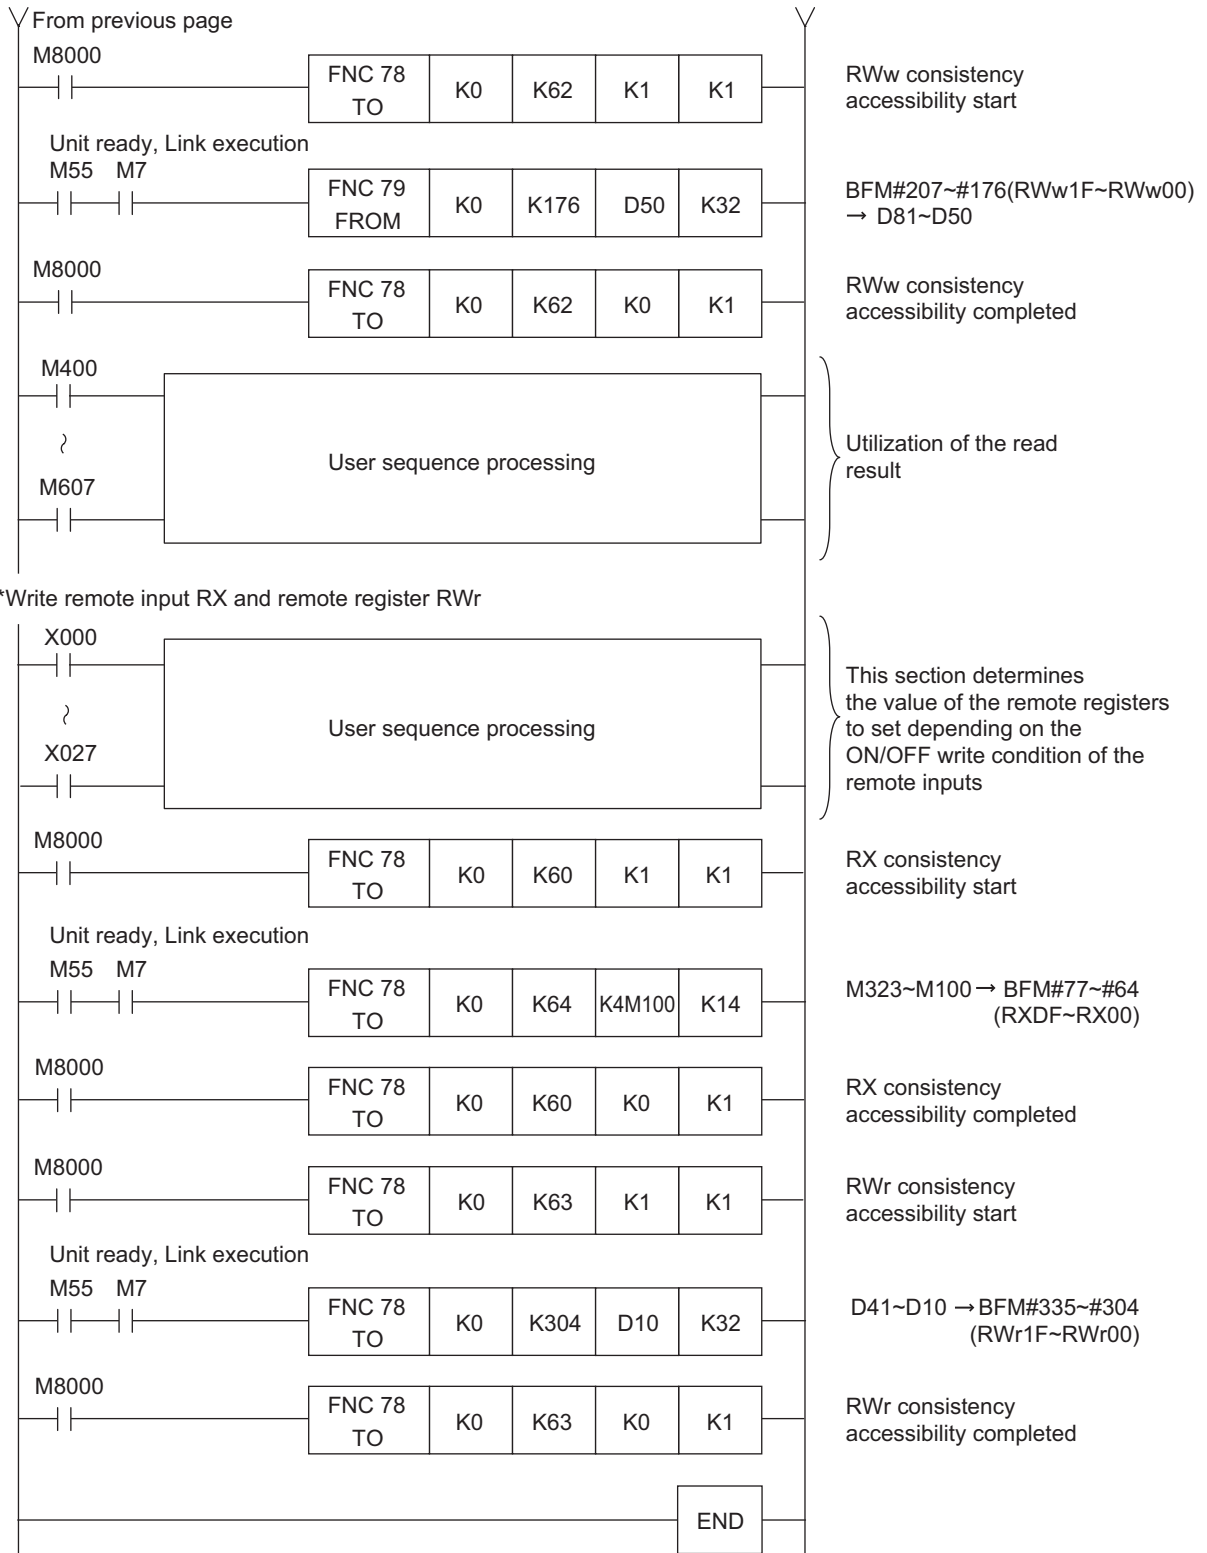 From previous page
M8000
FNC 78
TO
K0
K62
K1
K1
RWw consistency
accessibility start
Unit ready, Link execution
M55 M7
FNC 79
FROM
K0
K176
D50
K32
BFM#207~#176(RWw1F~RWw00)
→ D81~D50
M8000
FNC 78
TO
K0
K62
K0
K1
RWw consistency
accessibility completed
M400
~
M607
User sequence processing
Utilization of the read
result
*Write remote input RX and remote register RWr
X000
~
X027
User sequence processing
This section determines
the value of the remote registers
to set depending on the
ON/OFF write condition of the
remote inputs
M8000
FNC 78
TO
K0
K60
K1
K1
RX consistency
accessibility start
Unit ready, Link execution
M55 M7
FNC 78
TO
K0
K64
K4M100
K14
M323~M100→ BFM#77~#64
(RXDF~RX00)
M8000
FNC 78
TO
K0
K60
K0
K1
RX consistency
accessibility completed
M8000
FNC 78
TO
K0
K63
K1
K1
RWr consistency
accessibility start
Unit ready, Link execution
M55 M7
FNC 78
TO
K0
K304
D10
K32
D41~D10 →BFM#335~#304
(RWr1F~RWr00)
M8000
FNC 78
TO
K0
K63
K0
K1
RWr consistency
accessibility completed
END